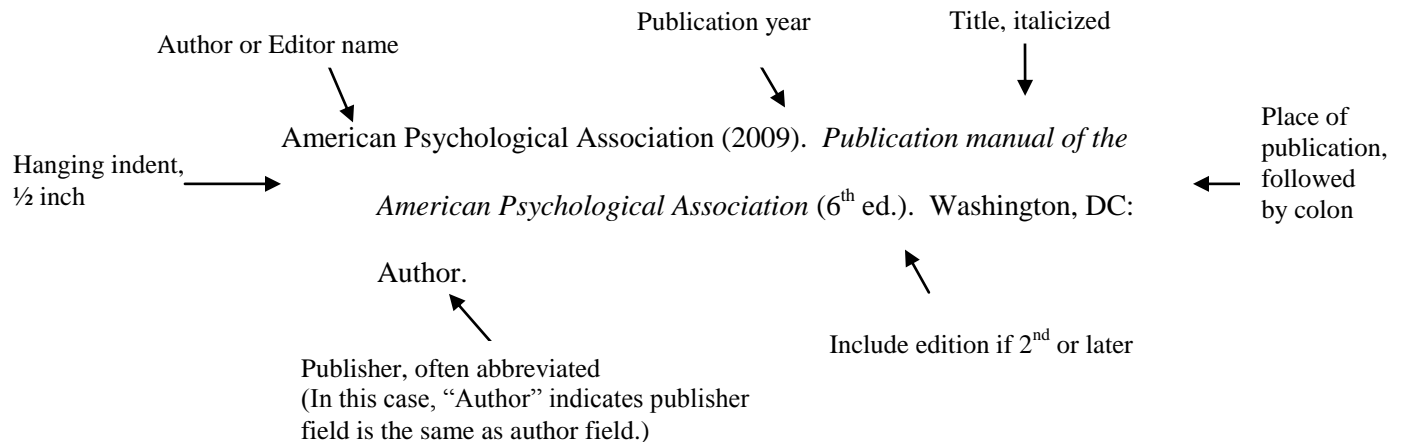 Publication year
Title, italicized
Author or Editor name
American Psychological Association (2009).  Publication manual of the
Place of
publication,
followed
by colon
Hanging indent,
½ inch
American Psychological Association (6th ed.).  Washington, DC:
Author.
Include edition if 2nd or later
Publisher, often abbreviated
(In this case, “Author” indicates publisher
field is the same as author field.)